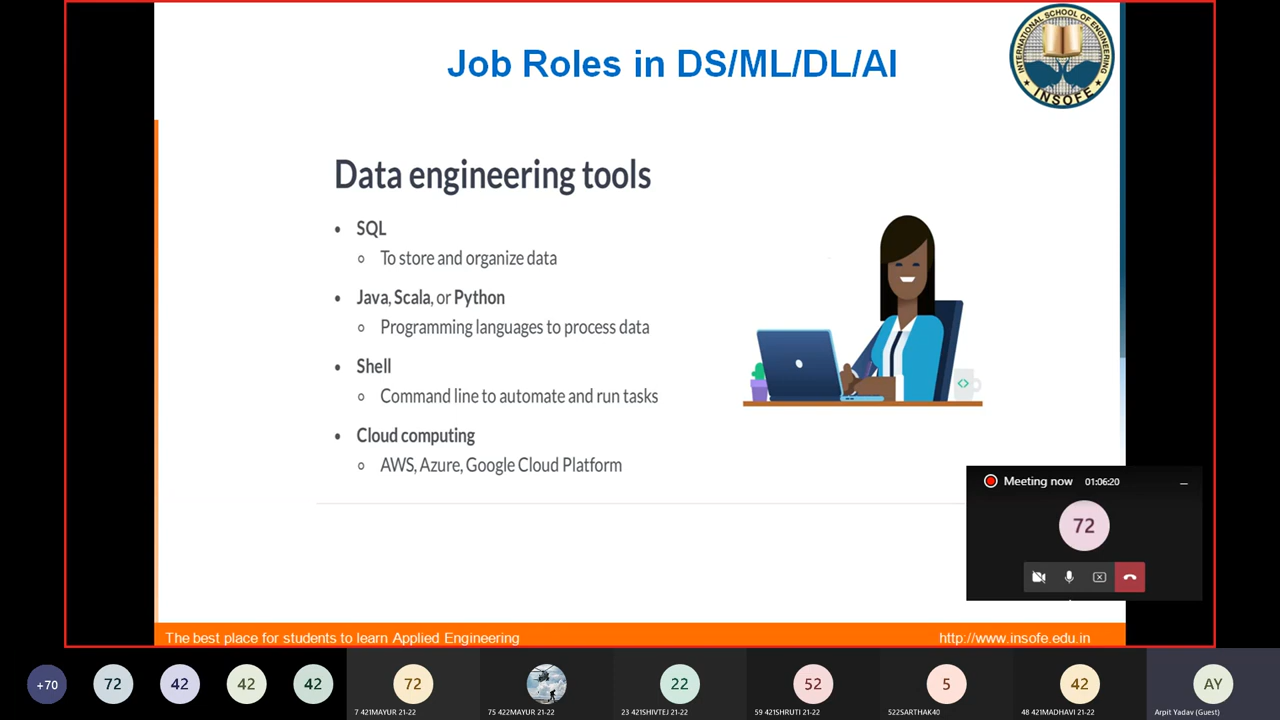 Job Roles in DS/ML/DL/AI
INTERNATIONAL SCHOOL OF ENGINEERING
INSOFE
Data engineering tools
• SQL
○ To store and organize data
• Java, Scala, or Python
○ Programming languages to process data
• Shell
○ Command line to automate and run tasks
• Cloud computing
○ AWS, Azure, Google Cloud Platform
Meeting now 01:06:20
72
The best place for students to learn Applied Engineering
http://www.insofe.edu.in
+70
72
42
42
42
72
22
52
5
42
AY
7 421MAYUR 21-22
75 422MAYUR 21-22
23 421SHIVTEJ 21-22
59 421SHRUTI 21-22
522SARTHAK40
48 421MADHAVI 21-22
Arpit Yadav (Guest)